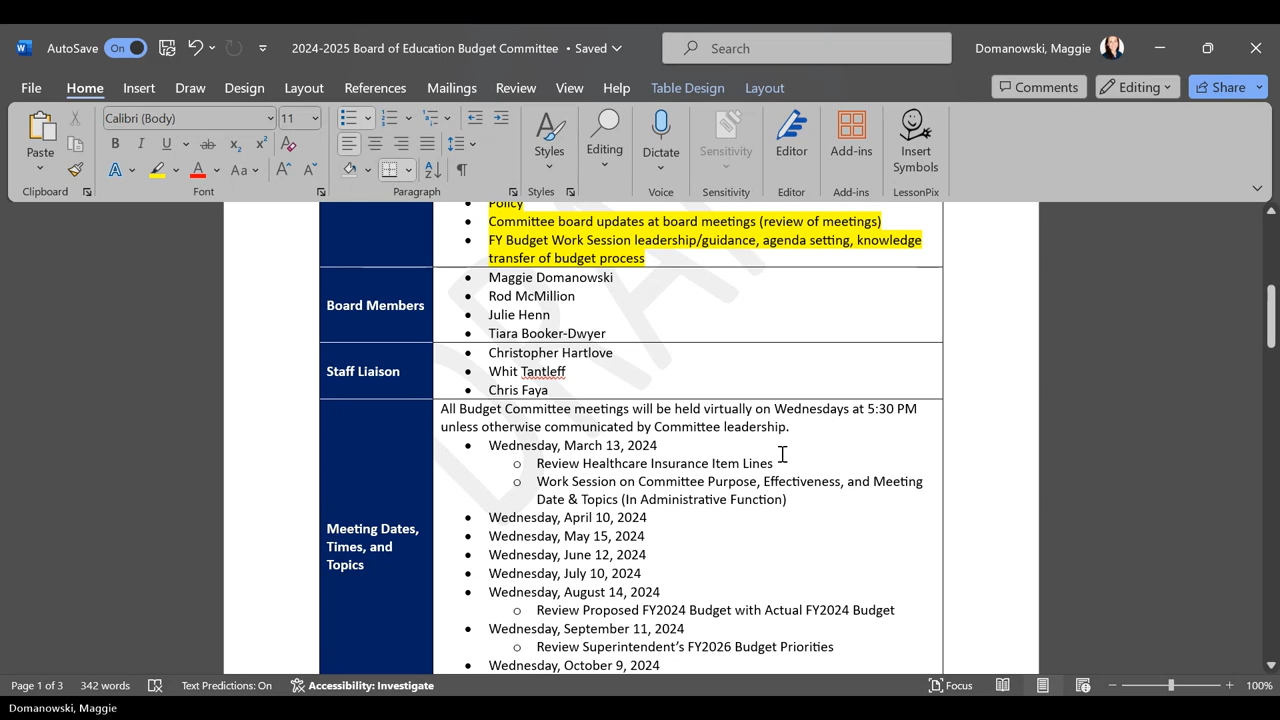 AutoSave On 2024-2025 Board of Education Budget Committee • Saved Search Domanowski, Maggie
File Home Insert Draw Design Layout References Mailings Review View Help Table Design Layout Comments Editing Share
Calibri (Body) 11
Paste Styles Editing Dictate Sensitivity Editor Add-ins Insert Symbols
Clipboard Font Paragraph Styles Voice Sensitivity Editor Add-ins LessonPix
DRA
• Policy
• Committee board updates at board meetings (review of meetings)
• FY Budget Work Session leadership/guidance, agenda setting, knowledge
transfer of budget process
Board Members
• Maggie Domanowski
• Rod McMillion
• Julie Henn
• Tiara Booker-Dwyer
Staff Liaison
• Christopher Hartlove
• Whit Tantleff
• Chris Faya
Meeting Dates,
Times, and
Topics
All Budget Committee meetings will be held virtually on Wednesdays at 5:30 PM
unless otherwise communicated by Committee leadership.
• Wednesday, March 13, 2024
o Review Healthcare Insurance Item Lines
o Work Session on Committee Purpose, Effectiveness, and Meeting
Date & Topics (In Administrative Function)
• Wednesday, April 10, 2024
• Wednesday, May 15, 2024
• Wednesday, June 12, 2024
• Wednesday, July 10, 2024
• Wednesday, August 14, 2024
o Review Proposed FY2024 Budget with Actual FY2024 Budget
• Wednesday, September 11, 2024
o Review Superintendent’s FY2026 Budget Priorities
• Wednesday, October 9, 2024
Page 1 of 3 342 words Text Predictions: On Accessibility: Investigate Focus 100%
Domanowski, Maggie